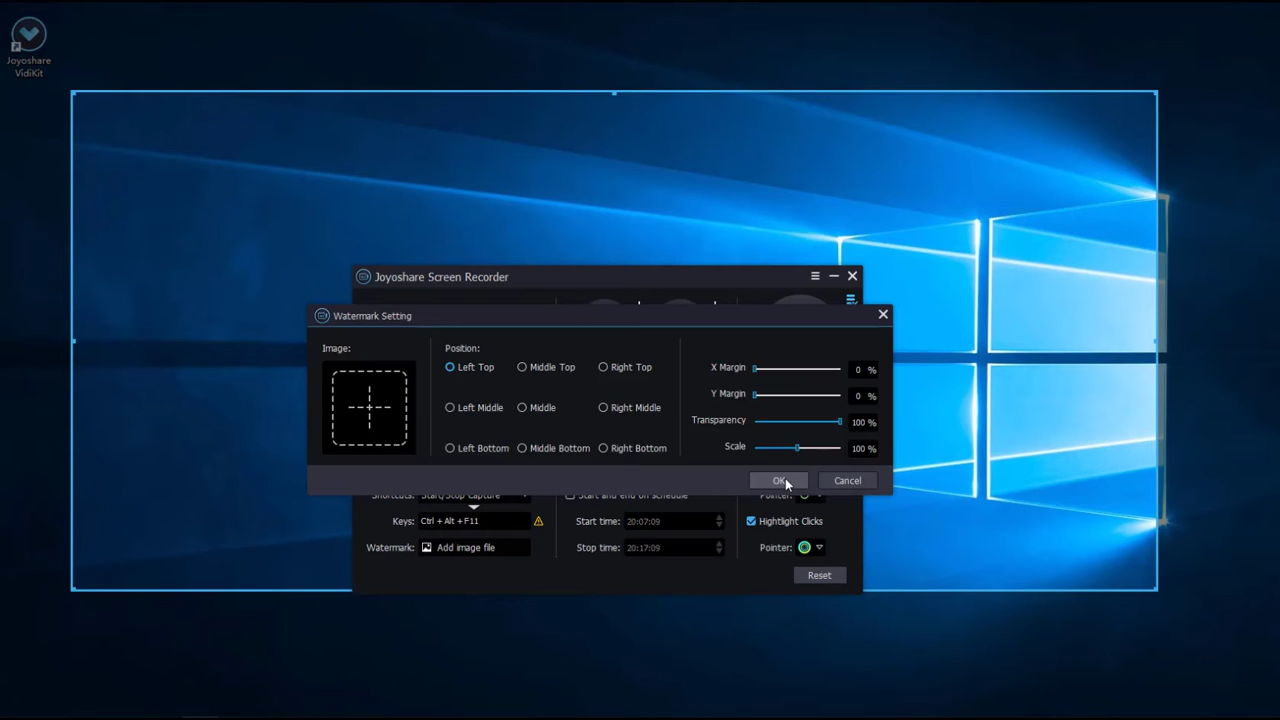 Joyoshare
VidiKit
Joyoshare Screen Recorder
Watermark Setting
Image:
Position:
Left Top
Middle Top
Right Top
Left Middle
Middle
Right Middle
Left Bottom
Middle Bottom
Right Bottom
X Margin 0 %
Y Margin 0 %
Transparency 100 %
Scale 100 %
OK
Cancel
Shortcuts: Start/Stop Capture
Start and end on schedule
Pointer:
Keys: Ctrl + Alt + F11
Start time: 20:07:09
Hightlight Clicks
Watermark: Add image file
Stop time: 20:17:09
Pointer:
Reset